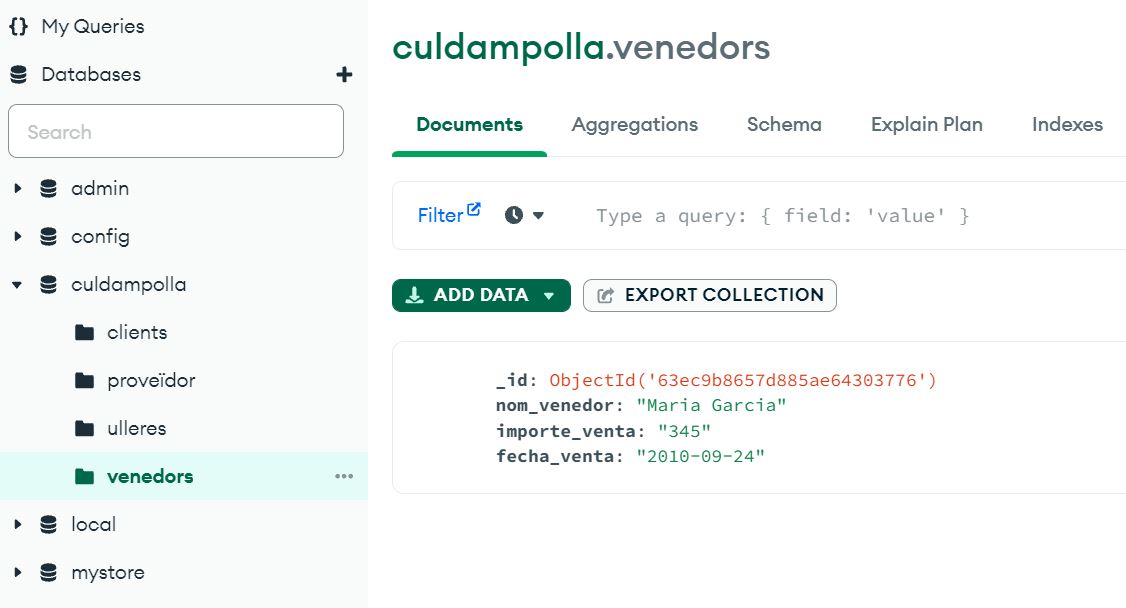 {} My Queries
Databases
Search
admin
config
culdampolla
clients
proveïdor
ulleres
venedors
local
mystore
culdampolla.venedors
Documents Aggregations Schema Explain Plan Indexes
Filter Type a query: { field: 'value' }
ADD DATA EXPORT COLLECTION
_id: ObjectId('63ec9b8657d885ae64303776')
nom_venedor: "Maria Garcia"
importe_venta: "345"
fecha_venta: "2010-09-24"